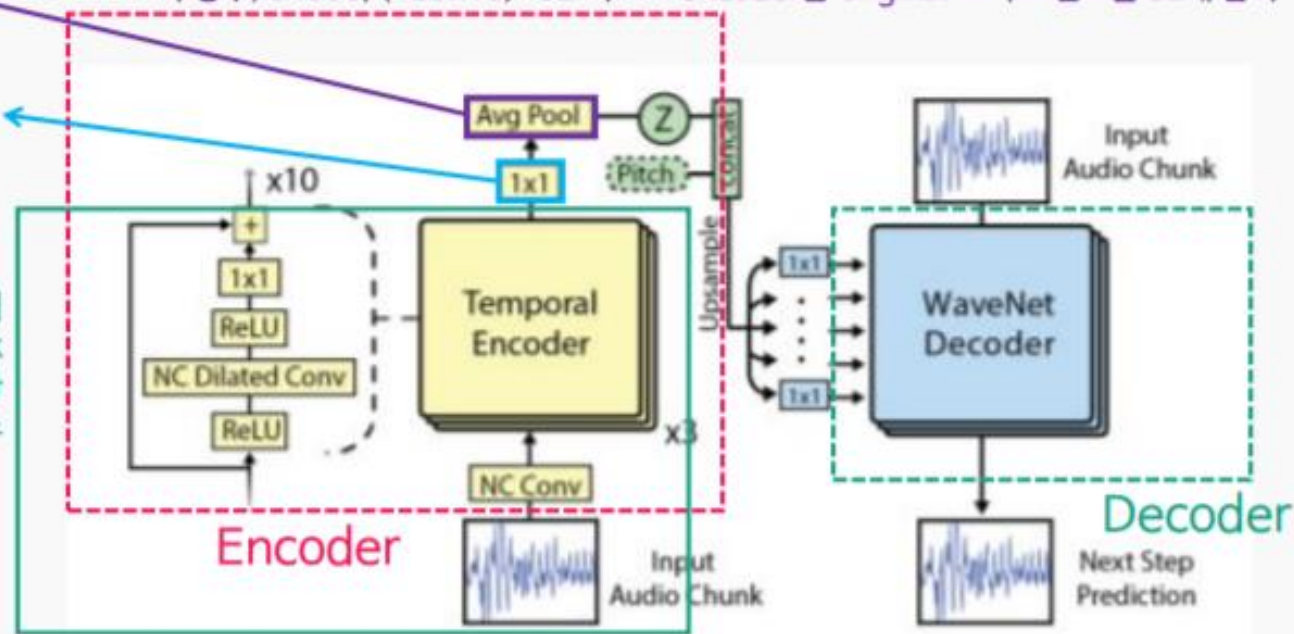 Avg Pool
Z
concat
Pitch
1x1
x10
+
1x1
ReLU
NC Dilated Conv
ReLU
Temporal
Encoder
x3
NC Conv
Encoder
Input
Audio Chunk
Upsample
1x1
1x1
Input
Audio Chunk
WaveNet
Decoder
Decoder
Next Step
Prediction